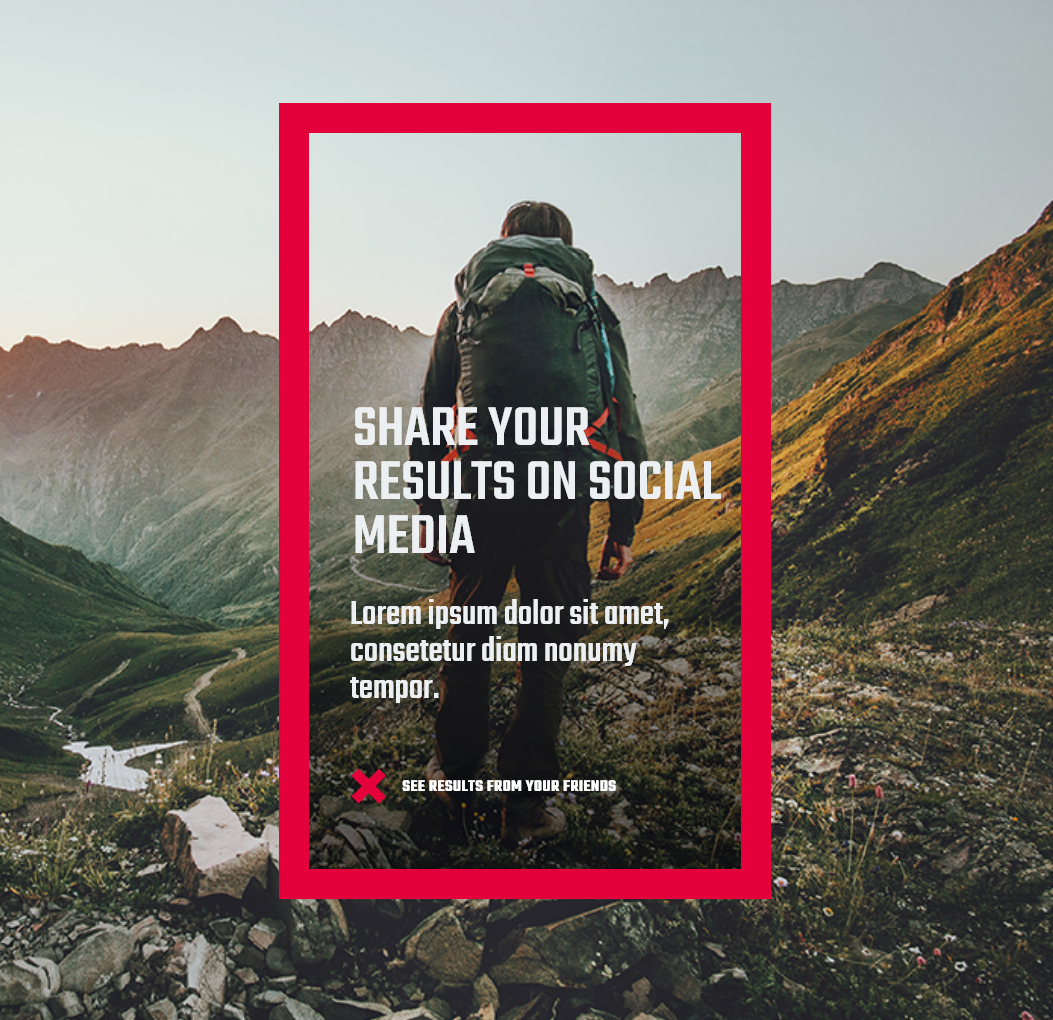 SHARE YOUR
RESULTS ON SOCIAL
MEDIA
Lorem ipsum dolor sit amet,
consetetur diam nonumy
tempor.
SEE RESULTS FROM YOUR FRIENDS